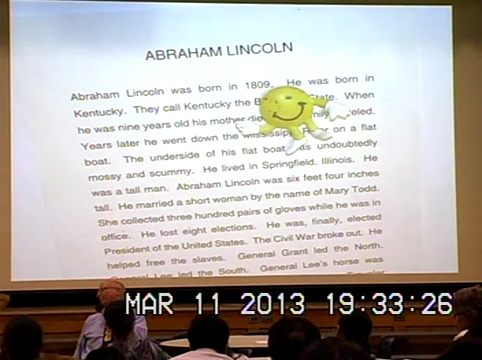 ABRAHAM LINCOLN
Abraham Lincoln was born in 1809. He was born in
Kentucky. They call Kentucky the State. When
he was nine years old his mother
Years later he went down the on a flat
boat. The underside of his flat boat was undoubtedly
mossy and scummy. He lived in Springfield, Illinois. He
was a tall man. Abraham Lincoln was six feet four inches
tall. He married a short woman by the name of Mary Todd.
She collected three hundred pairs of gloves while he was in
office. He lost eight elections. He was, finally, elected
President of the United States. The Civil War broke out. He
helped free the slaves. General Grant led the North.
General Lee led the South. General Lee's horse was
MAR 11 2013 19:33:26